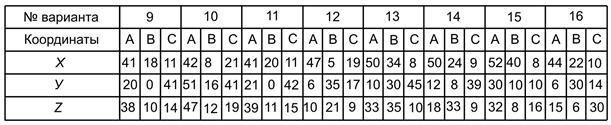 № варианта 9 10 11 12 13 14 15 16
Координаты A B C A B C A B C A B C A B C A B C A B C A B C
X 41 18 11 42 8 21 41 20 11 47 5 19 50 34 8 50 24 9 52 40 8 44 22 10
У 20 0 41 51 16 41 21 0 42 6 35 17 10 30 45 12 8 39 30 10 10 6 30 14
Z 38 10 14 47 12 19 39 11 15 10 21 9 33 35 10 18 33 9 32 8 16 15 6 30